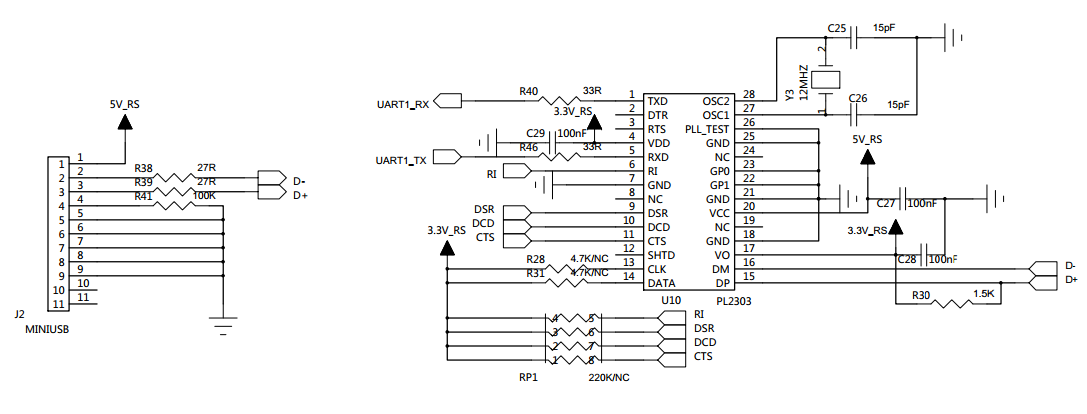 5V_RS
1
2
3
4
5
6
7
8
9
10
11
1
2
3
4
5
6
7
8
9
10
11
R38
27R
R39
27R
R41
100K
D-
D+
J2
MINIUSB
UART1_RX
R40
33R
3.3V_RS
C29
100nF
R46
33R
UART1_TX
RI
DSR
DCD
CTS
3.3V_RS
R28
4.7K/NC
R31
4.7K/NC
1
2
3
4
5
6
7
8
9
10
11
12
13
14
TXD
DTR
RTS
VDD
RXD
RI
GND
NC
DSR
DCD
CTS
SHTD
CLK
DATA
OSC2
OSC1
PLL_TEST
GND
NC
GP0
GP1
GND
VCC
NC
GND
VO
DM
DP
28
27
26
25
24
23
22
21
20
19
18
17
16
15
U10
PL2303
C25
15pF
2
Y3
12MHZ
1
C26
15pF
5V_RS
C27
100nF
3.3V_RS
C28
100nF
D-
D+
R30
1.5K
4
5
RI
3
6
DSR
2
7
DCD
1
8
CTS
RP1
220K/NC